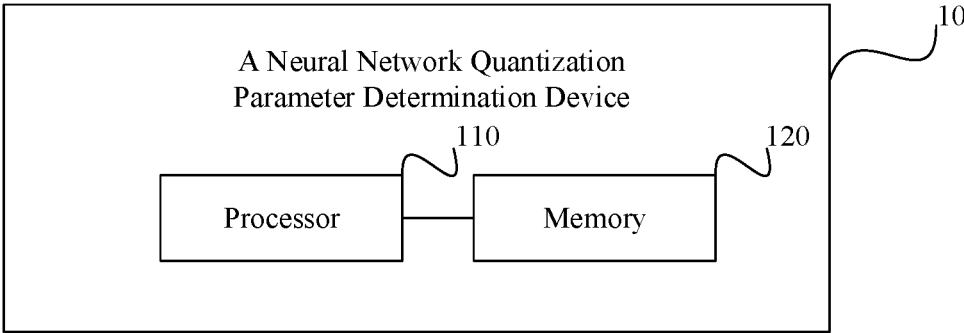 10
A Neural Network Quantization
Parameter Determination Device
110
120
Processor
Memory